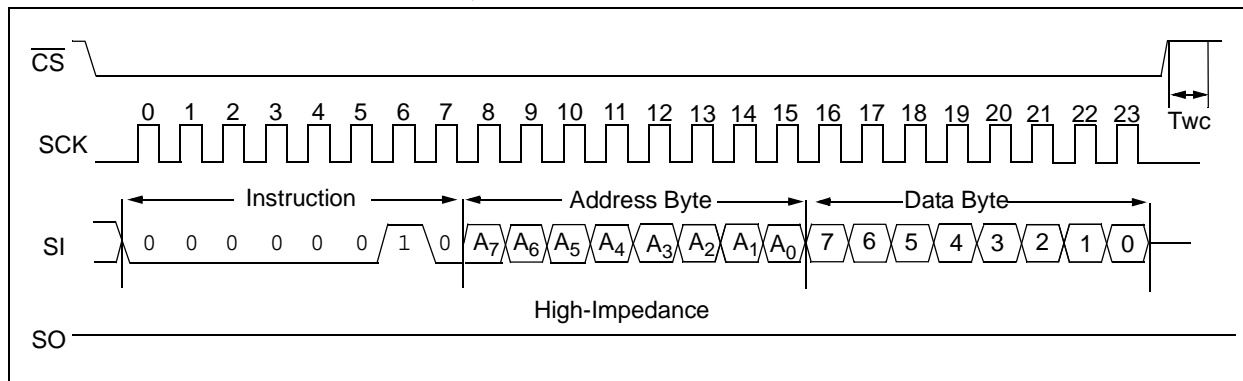 CS
0 1 2 3 4 5 6 7 8 9 10 11 12 13 14 15 16 17 18 19 20 21 22 23
Twc
SCK
Instruction Address Byte Data Byte
SI 0 0 0 0 0 0 1 0 A7 A6 A5 A4 A3 A2 A1 A0 7 6 5 4 3 2 1 0
High-Impedance
SO